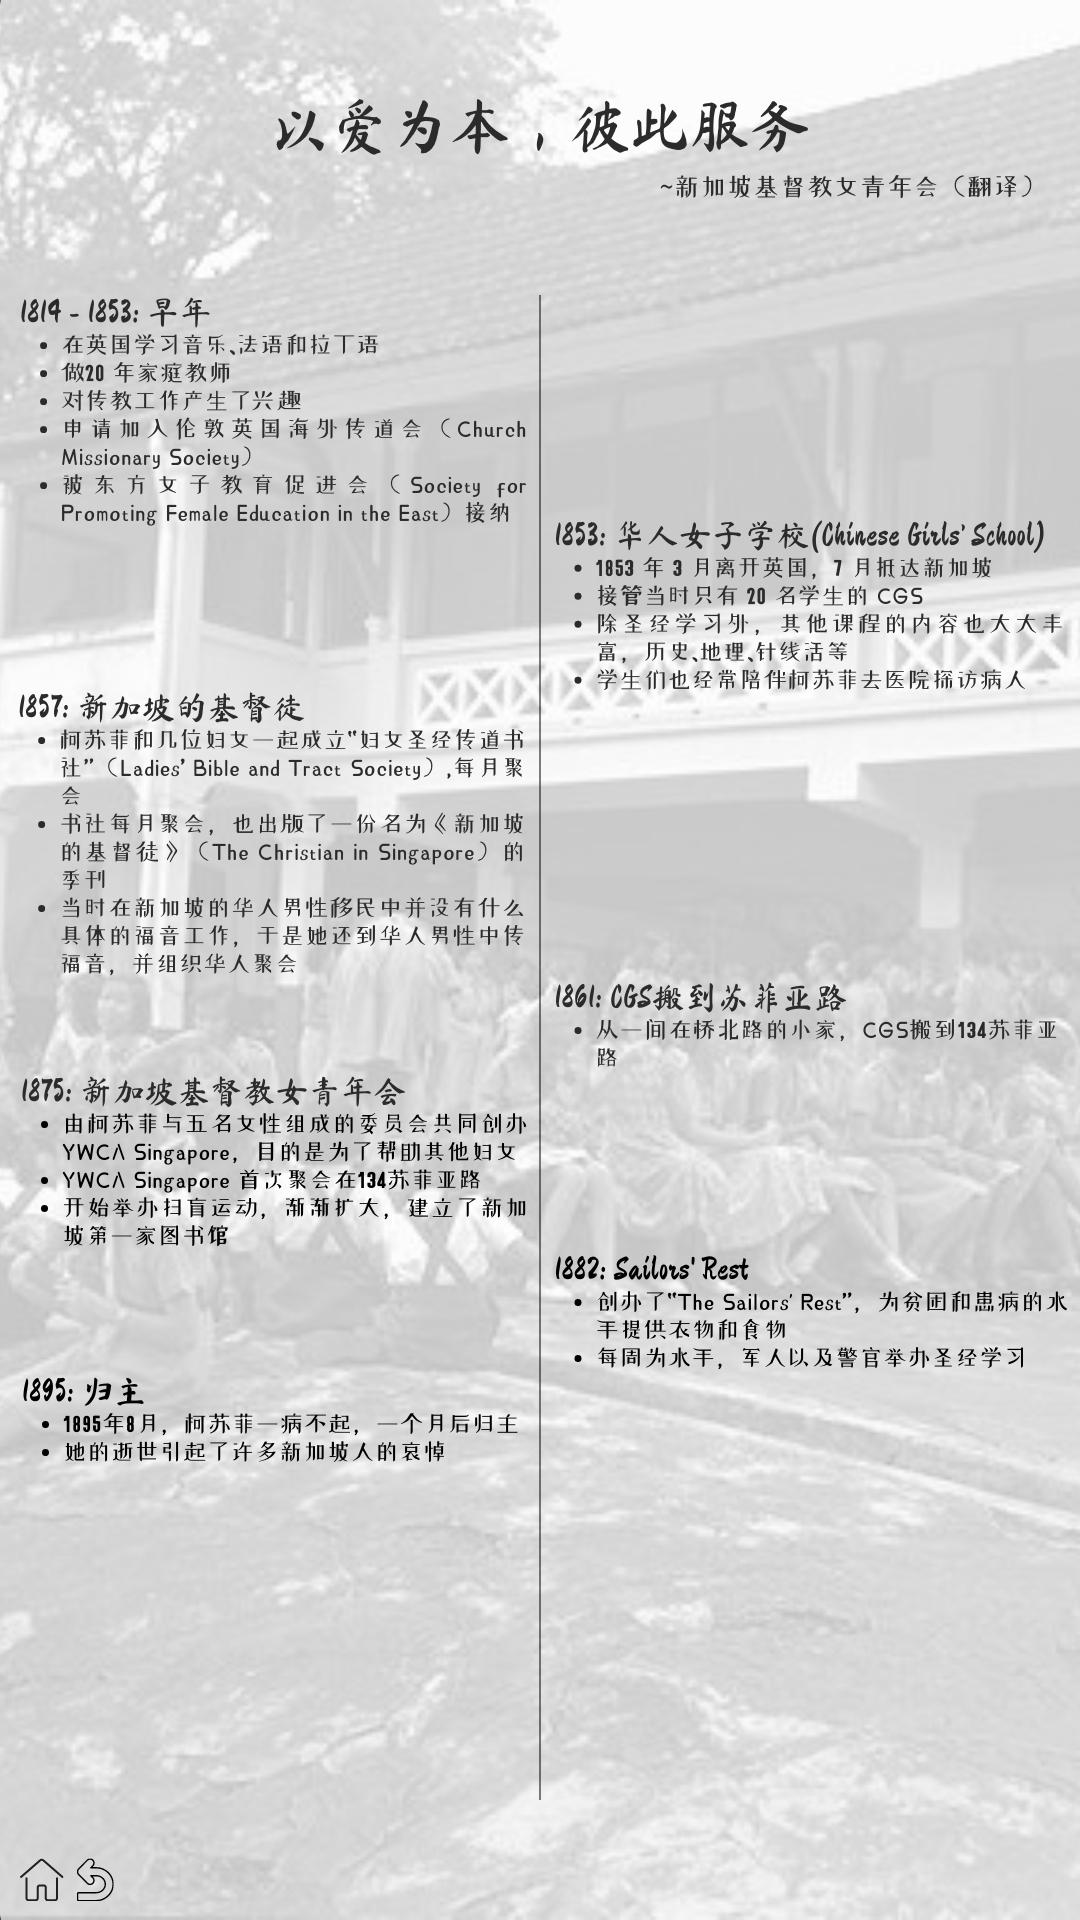 以爱为本，彼此服务
~新加坡基督教女青年会（翻译）
1814 - 1853: 早年
• 在英国学习音乐、法语和拉丁语
• 做20 年家庭教师
• 对传教工作产生了兴趣
• 申请加入伦敦英国海外传道会（Church
Missionary Society）
• 被东方女子教育促进会（Society for
Promoting Female Education in the East）接纳
1853: 华人女子学校(Chinese Girls' School)
• 1853 年 3 月离开英国，7 月抵达新加坡
• 接管当时只有 20 名学生的 CGS
• 除圣经学习外，其他课程的内容也大大丰
富，历史、地理、针线活等
• 学生们也经常陪伴柯苏菲去医院探访病人
1857: 新加坡的基督徒
• 柯苏菲和几位妇女一起成立“妇女圣经传道书
社”（Ladies’ Bible and Tract Society）,每月聚
会
• 书社每月聚会，也出版了一份名为《新加坡
的基督徒》（The Christian in Singapore）的
季刊
• 当时在新加坡的华人男性移民中并没有什么
具体的福音工作，于是她还到华人男性中传
福音，并组织华人聚会
1861: CGS搬到苏菲亚路
• 从一间在桥北路的小家，CGS搬到134苏菲亚
路
1875: 新加坡基督教女青年会
• 由柯苏菲与五名女性组成的委员会共同创办
YWCA Singapore，目的是为了帮助其他妇女
• YWCA Singapore 首次聚会在134苏菲亚路
• 开始举办扫盲运动，渐渐扩大，建立了新加
坡第一家图书馆
1882: Sailors' Rest
• 创办了“The Sailors’ Rest”，为贫困和患病的水
手提供衣物和食物
• 每周为水手，军人以及警官举办圣经学习
1895: 归主
• 1895年8月，柯苏菲一病不起，一个月后归主
• 她的逝世引起了许多新加坡人的哀悼